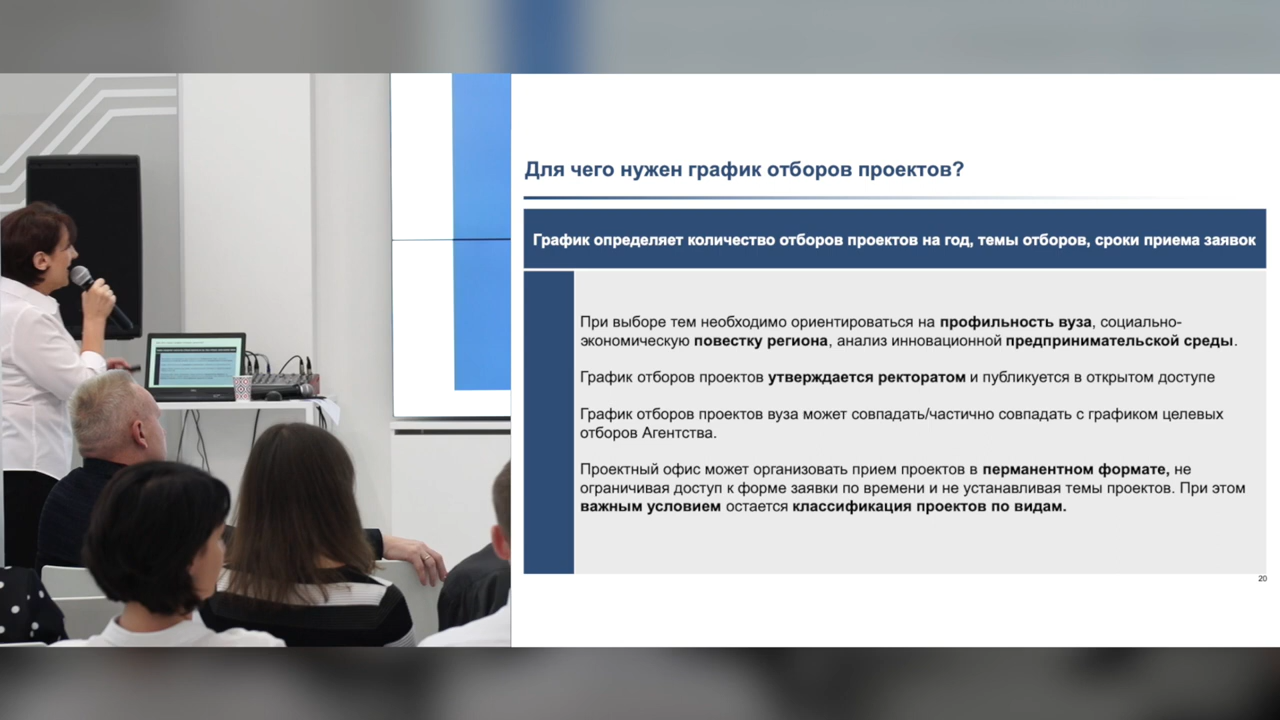 Для чего нужен график отборов проектов?
График определяет количество отборов проектов на год, темы отборов, сроки приема заявок
При выборе тем необходимо ориентироваться на профильность вуза, социально-
экономическую повестку региона, анализ инновационной предпринимательской среды.
График отборов проектов утверждается ректоратом и публикуется в открытом доступе
График отборов проектов вуза может совпадать/частично совпадать с графиком целевых
отборов Агентства.
Проектный офис может организовать прием проектов в перманентном формате, не
ограничивая доступ к форме заявки по времени и не устанавливая темы проектов. При этом
важным условием остается классификация проектов по видам.
20